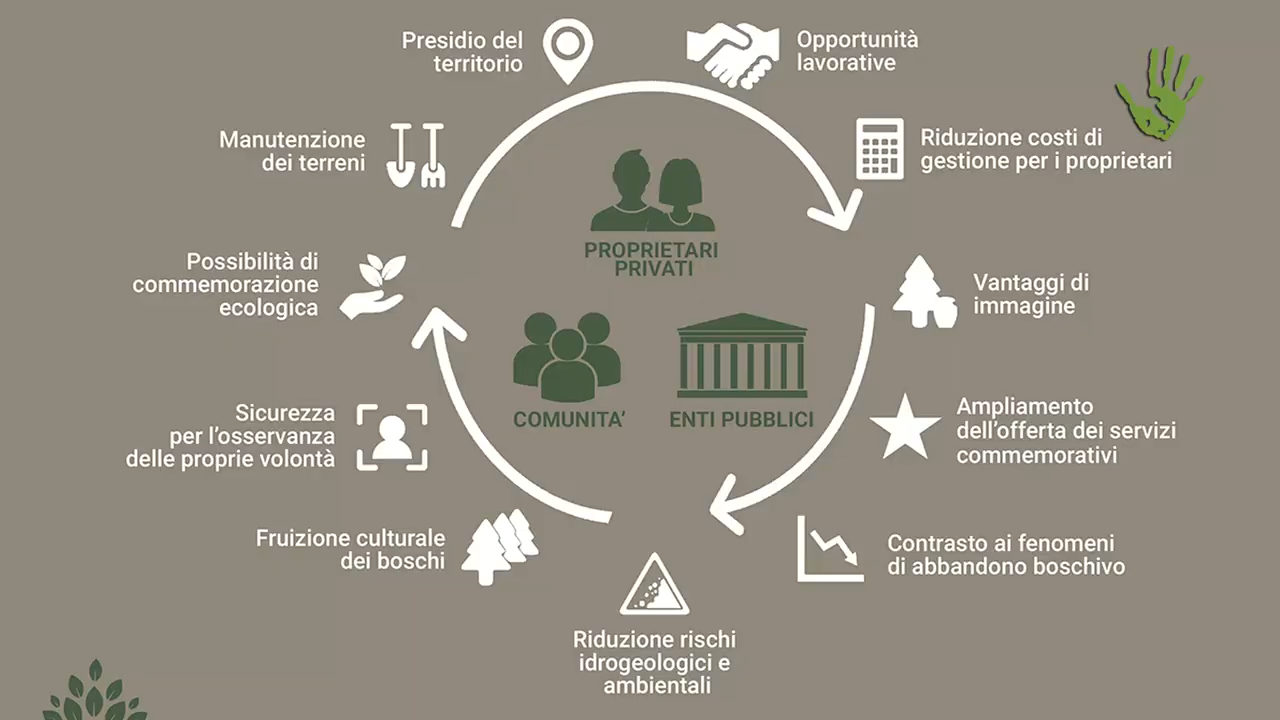 Presidio del
territorio
Opportunità
lavorative
Manutenzione
dei terreni
Riduzione costi di
gestione per i proprietari
PROPRIETARI
PRIVATI
Possibilità di
commemorazione
ecologica
Vantaggi di
immagine
COMUNITA’
ENTI PUBBLICI
Sicurezza
per l’osservanza
delle proprie volontà
Ampliamento
dell’offerta dei servizi
commemorativi
Fruizione culturale
dei boschi
Contrasto ai fenomeni
di abbandono boschivo
Riduzione rischi
idrogeologici e
ambientali